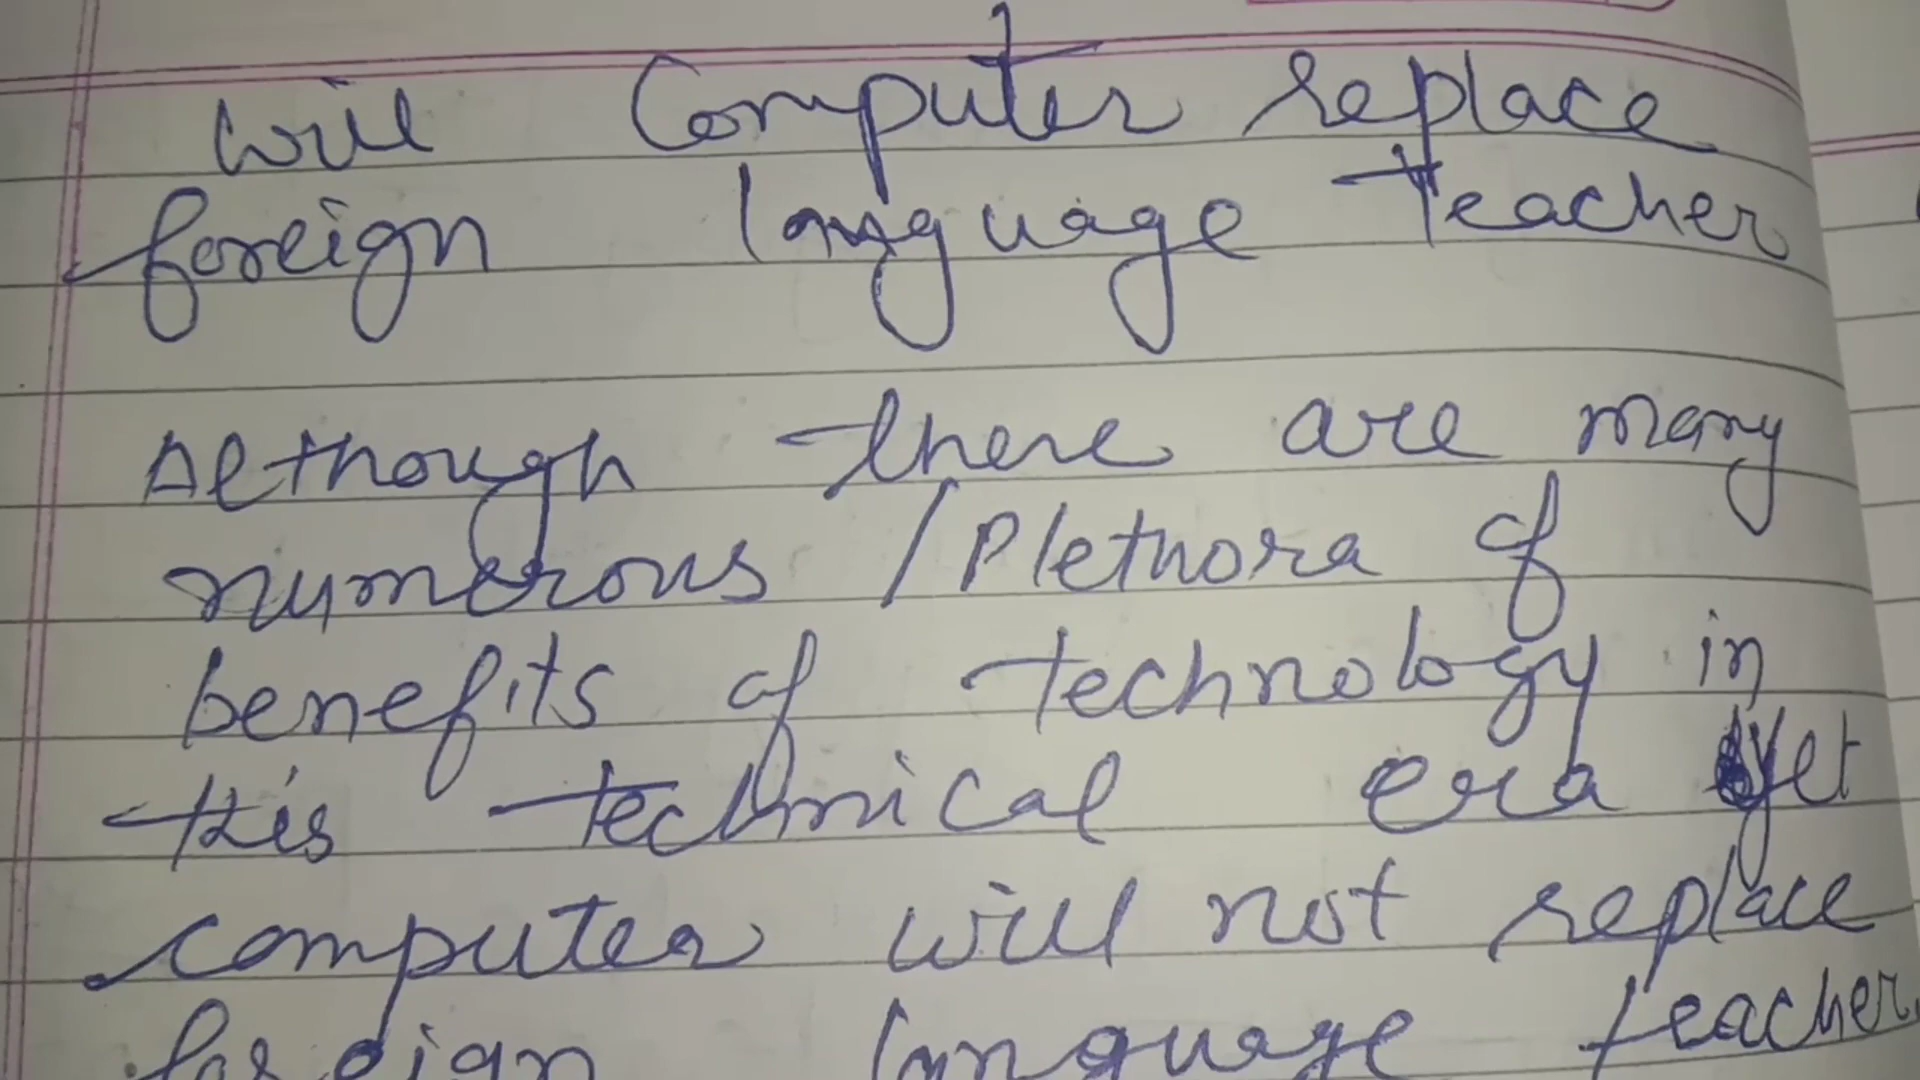 Will Computer replace
foreign language teacher
Although there are many
numerous / Plethora of
benefits of technology in
this technical era yet
computer will not replace
foreign language teacher